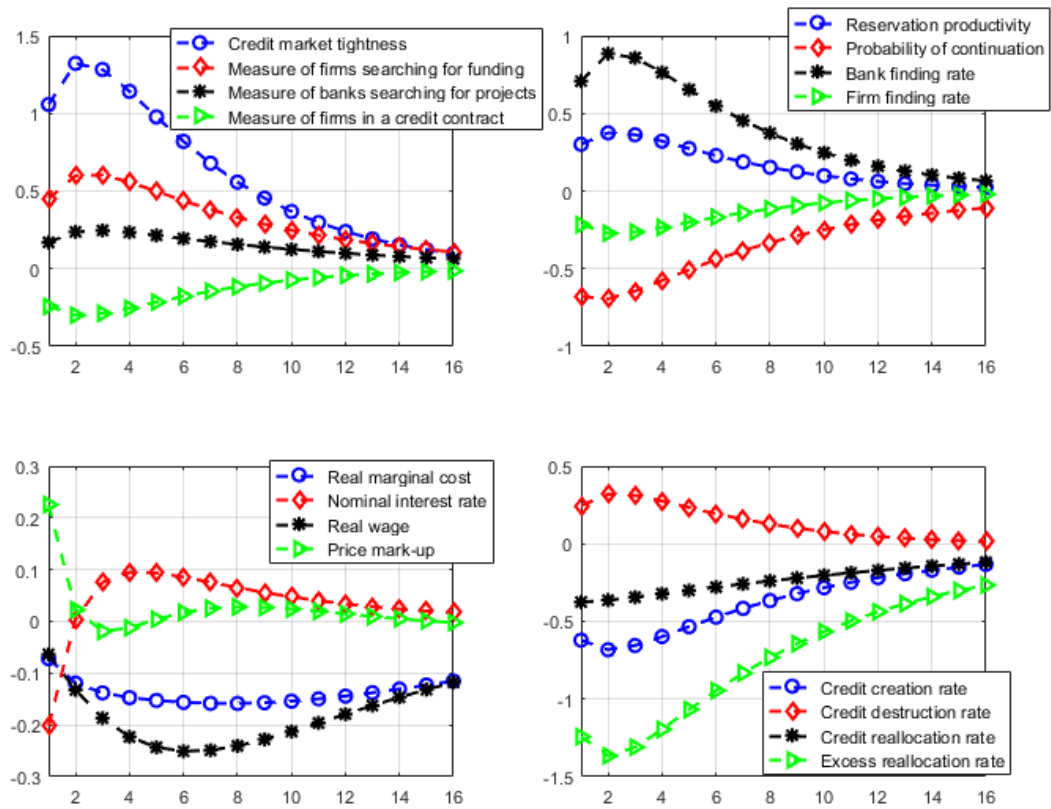 1.5
1
0.5
0
-0.5
2 4 6 8 10 12 14 16
Credit market tightness
Measure of firms searching for funding
Measure of banks searching for projects
Measure of firms in a credit contract
1
0.5
0
-0.5
-1
2 4 6 8 10 12 14 16
Reservation productivity
Probability of continuation
Bank finding rate
Firm finding rate
0.3
0.2
0.1
0
-0.1
-0.2
-0.3
2 4 6 8 10 12 14 16
Real marginal cost
Nominal interest rate
Real wage
Price mark-up
0.5
0
-0.5
-1
-1.5
2 4 6 8 10 12 14 16
Credit creation rate
Credit destruction rate
Credit reallocation rate
Excess reallocation rate